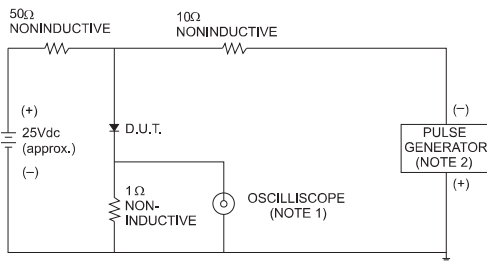 50Ω
NONINDUCTIVE
10Ω
NONINDUCTIVE
(+)
25Vdc
(approx.)
(–)
D.U.T.
1Ω
NON-
INDUCTIVE
OSCILLISCOPE
(NOTE 1)
(–)
PULSE
GENERATOR
(NOTE 2)
(+)